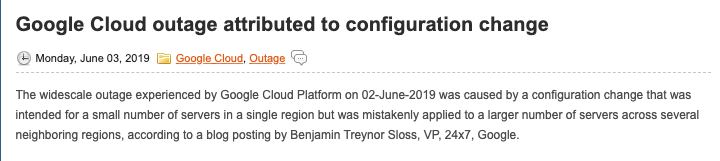 Google Cloud outage attributed to configuration change
Monday, June 03, 2019 Google Cloud, Outage
The widescale outage experienced by Google Cloud Platform on 02-June-2019 was caused by a configuration change that was
intended for a small number of servers in a single region but was mistakenly applied to a larger number of servers across several
neighboring regions, according to a blog posting by Benjamin Treynor Sloss, VP, 24x7, Google.